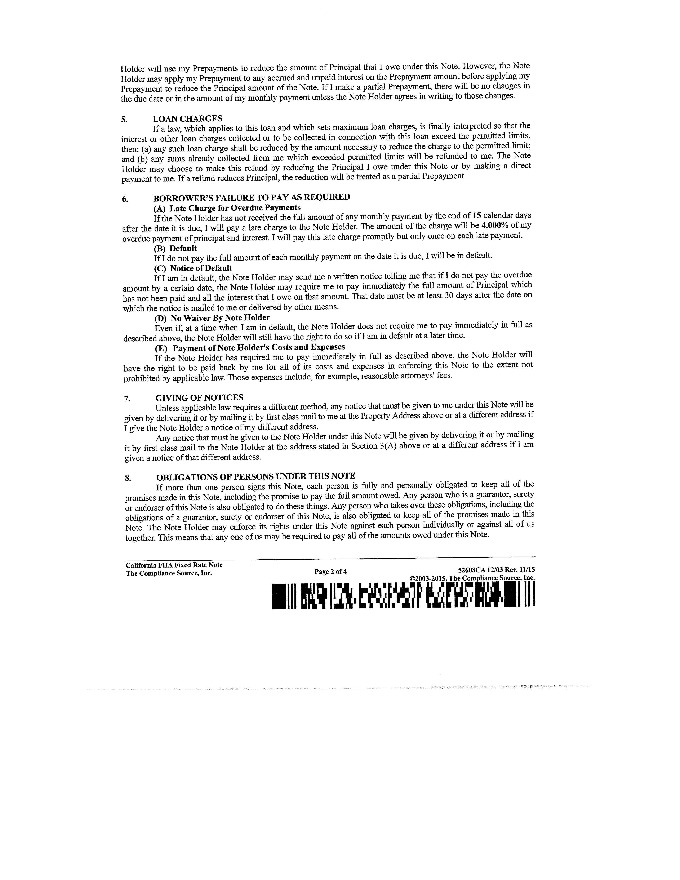 Holder will use my Prepayments to reduce the amount of Principal that I owe under this Note. However, the Note
Holder may apply my Prepayment to any accrued and unpaid interest on the Prepayment amount before applying my
Prepayment to reduce the Principal amount of the Note. If I make a partial Prepayment, there will be no changes in
the due date or in the amount of my monthly payment unless the Note Holder agrees in writing to those changes.
5. LOAN CHARGES
If a law, which applies to this loan and which sets maximum loan charges, is finally interpreted so that the
interest or other loan charges collected or to be collected in connection with this loan exceed the permitted limits,
then: (a) any such loan charge shall be reduced by the amount necessary to reduce the charge to the permitted limit;
and (b) any sums already collected from me which exceeded permitted limits will be refunded to me. The Note
Holder may choose to make this refund by reducing the Principal I owe under this Note or by making a direct
payment to me. If a refund reduces Principal, the reduction will be treated as a partial Prepayment
6. BORROWER'S FAILURE TO PAY AS REQUIRED
(A) Late Charge for Overdue Payments
If the Note Holder has not received the full amount of any monthly payment by the end of 15 calendar days
after the date it is due, I will pay a late charge to the Note Holder. The amount of the charge will be 4.000% of my
overdue payment of principal and interest. I will pay this late charge promptly but only once on each late payment.
(B) Default
If I do not pay the full amount of each monthly payment on the date it is due, I will be in default.
(C) Notice of Default
If I am in default, the Note Holder may send me a written notice telling me that if I do not pay the overdue
amount by a certain date, the Note Holder may require me to pay immediately the full amount of Principal which
has not been paid and all the interest that I owe on that amount. That date must be at least 30 days after the date on
which the notice is mailed to me or delivered by other means.
(D) No Waiver By Note Holder
Even if, at a time when I am in default, the Note Holder does not require me to pay immediately in full as
described above, the Note Holder will still have the right to do so if I am in default at a later time.
(E) Payment of Note Holder's Costs and Expenses
If the Note Holder has required me to pay immediately in full as described above, the Note Holder will
have the right to be paid back by me for all of its costs and expenses in enforcing this Note to the extent not
prohibited by applicable law. Those expenses include, for example, reasonable attorneys' fees.
7. GIVING OF NOTICES
Unless applicable law requires a different method, any notice that must be given to me under this Note will be
given by delivering it or by mailing it by first class mail to me at the Property Address above or at a different address if
I give the Note Holder a notice of my different address.
Any notice that must be given to the Note Holder under this Note will be given by delivering it or by mailing
it by first class mail to the Note Holder at the address stated in Section 3(A) above or at a different address if I am
given a notice of that different address.
8. OBLIGATIONS OF PERSONS UNDER THIS NOTE
If more than one person signs this Note, each person is fully and personally obligated to keep all of the
promises made in this Note, including the promise to pay the full amount owed. Any person who is a guarantor, surety
or endorser of this Note is also obligated to do these things. Any person who takes over these obligations, including the
obligations of a guarantor, surety or endorser of this Note, is also obligated to keep all of the promises made in this
Note. The Note Holder may enforce its rights under this Note against each person individually or against all of us
together. This means that any one of us may be required to pay all of the amounts owed under this Note.
California FHA Fixed Rate Note
The Compliance Source, Inc.
Page 2 of 4
12/03 Rev. 11/15
©2003-2015, The Compliance Source, Inc.